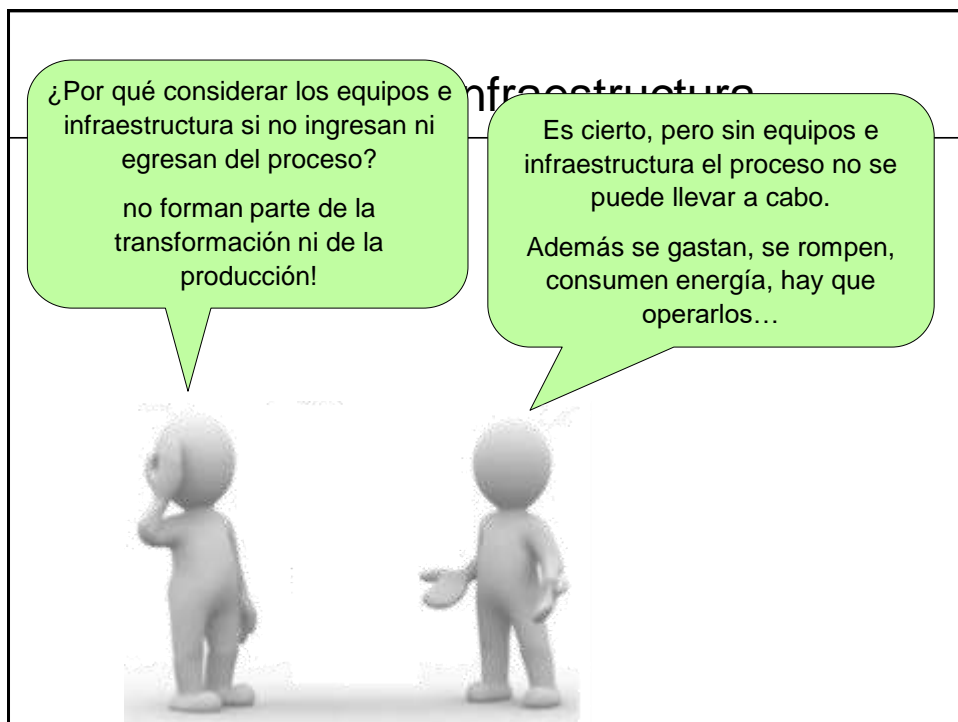 nfraestructura
¿Por qué considerar los equipos e
infraestructura si no ingresan ni
egresan del proceso?
no forman parte de la
transformación ni de la
producción!
Es cierto, pero sin equipos e
infraestructura el proceso no se
puede llevar a cabo.
Además se gastan, se rompen,
consumen energía, hay que
operarlos…